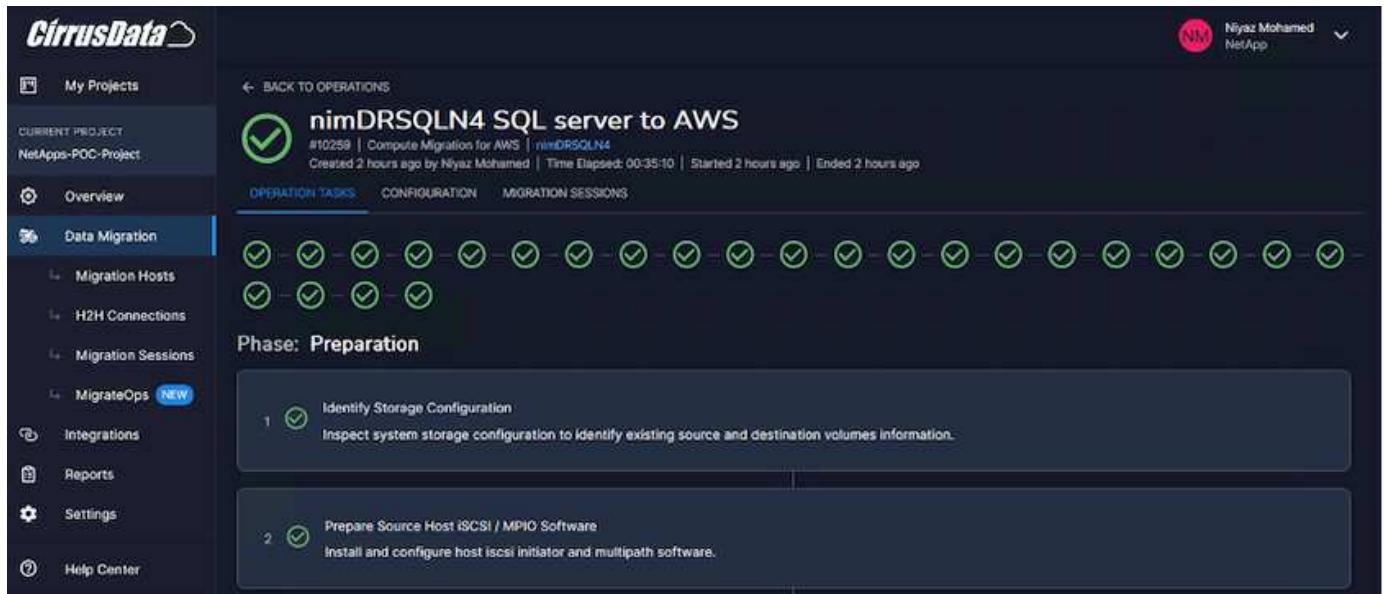 CirrusData
NM
Niyaz Mohamed
NetApp
My Projects
CURRENT PROJECT
NetApps-POC-Project
Overview
Data Migration
Migration Hosts
H2H Connections
Migration Sessions
MigrateOps NEW
Integrations
Reports
Settings
Help Center
← BACK TO OPERATIONS
nimDRSQLN4 SQL server to AWS
#10259 | Compute Migration for AWS | nimDRSQLN4
Created 2 hours ago by Niyaz Mohamed | Time Elapsed: 00:35:10 | Started 2 hours ago | Ended 2 hours ago
OPERATION TASKS CONFIGURATION MIGRATION SESSIONS
Phase: Preparation
1 Identify Storage Configuration
Inspect system storage configuration to identify existing source and destination volumes information.
2 Prepare Source Host iSCSI / MPIO Software
Install and configure host iscsi initiator and multipath software.